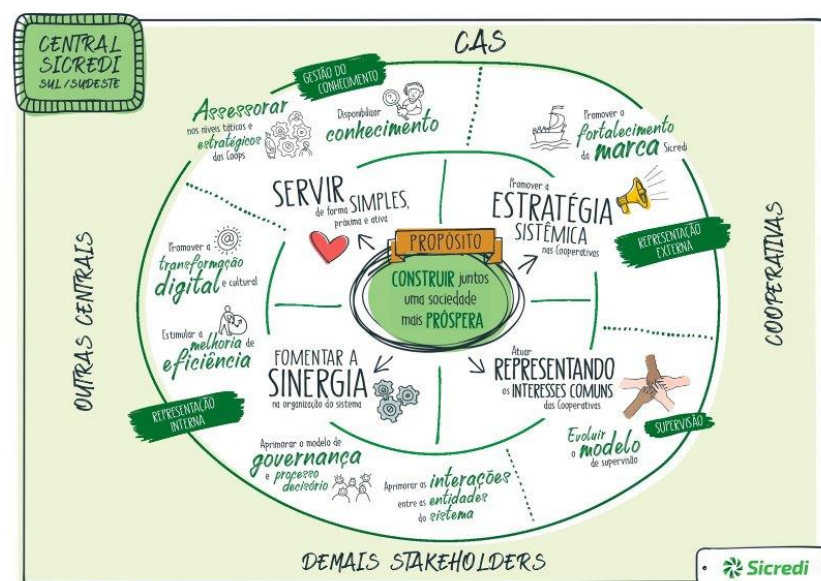 CENTRAL
SICREDI
SUL/SUDESTE
CAS
GESTÃO DO
CONHECIMENTO
Assessorar
nos níveis táticos e
estratégicos
das Coops
Disponibilizar
conhecimento
Promover o
fortalecimento
da marca Sicredi
SERVIR
de forma SIMPLES,
próxima e ativa
Promover a
ESTRATÉGIA
SISTÊMICA
nas Cooperativas
PROPÓSITO
CONSTRUIR juntos
uma sociedade
mais PRÓSPERA
REPRESENTAÇÃO
EXTERNA
OUTRAS CENTRAIS
COOPERATIVAS
Promover a
transformação
digital e cultural
Estimular a
melhoria de
eficiência
REPRESENTAÇÃO
INTERNA
FOMENTAR A
SINERGIA
na organização do sistema
Atuar
REPRESENTANDO
os INTERESSES COMUNS
das Cooperativas
SUPERVISÃO
Evoluir
o modelo
de supervisão
Aprimorar o modelo de
governança
e processo
decisório
Aprimorar as interações
entre as entidades
do sistema
DEMAIS STAKEHOLDERS
Sicredi